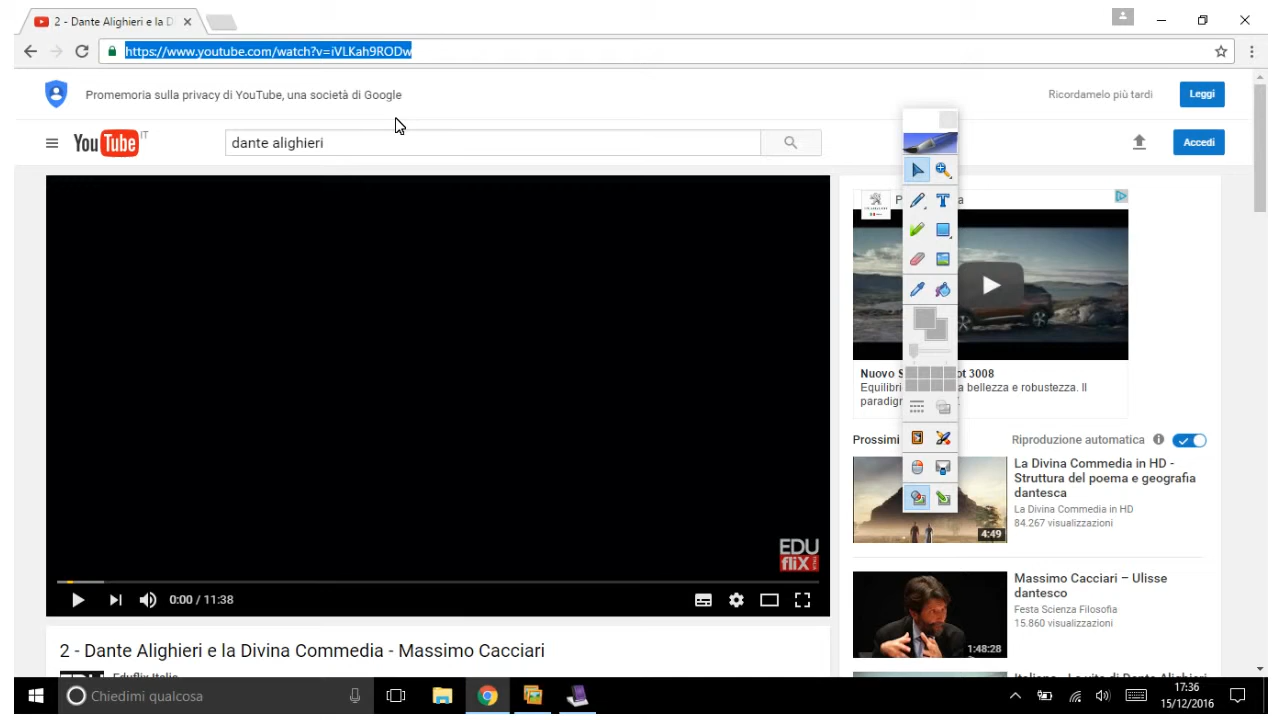 2 - Dante Alighieri e la D
https://www.youtube.com/watch?v=iVLKah9RODw
Promemoria sulla privacy di YouTube, una società di Google
Ricordamelo più tardi
Leggi
YouTube IT
dante alighieri
Accedi
Nuovo S
ot 3008
Equilibri
a bellezza e robustezza. Il
paradig
EDU
fliX
0:00 / 11:38
Prossimi
Riproduzione automatica
La Divina Commedia in HD -
Struttura del poema e geografia
dantesca
La Divina Commedia in HD
84.267 visualizzazioni
4:49
Massimo Cacciari – Ulisse
dantesco
Festa Scienza Filosofia
15.860 visualizzazioni
1:48:28
2 - Dante Alighieri e la Divina Commedia - Massimo Cacciari
Eduflix Italia
Chiedimi qualcosa
17:36
15/12/2016